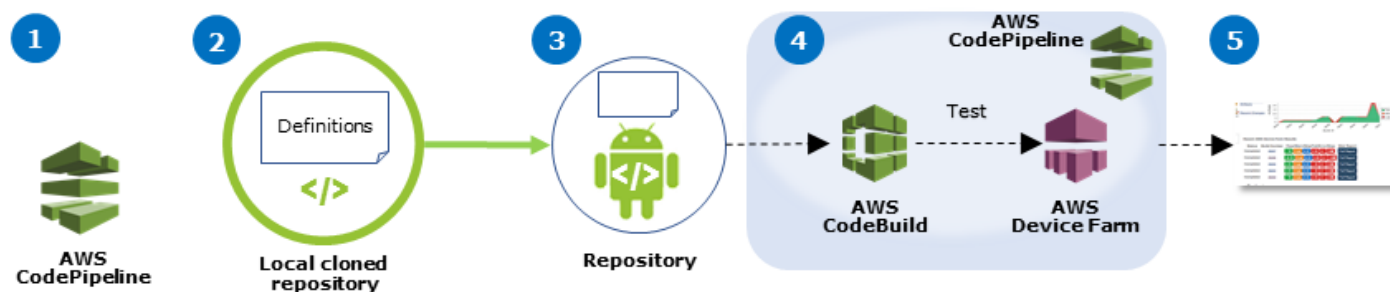 1
AWS
CodePipeline
2
Definitions
</>
Local cloned
repository
3
</>
Repository
4
AWS
CodePipeline
Test
AWS
CodeBuild
AWS
Device Farm
5